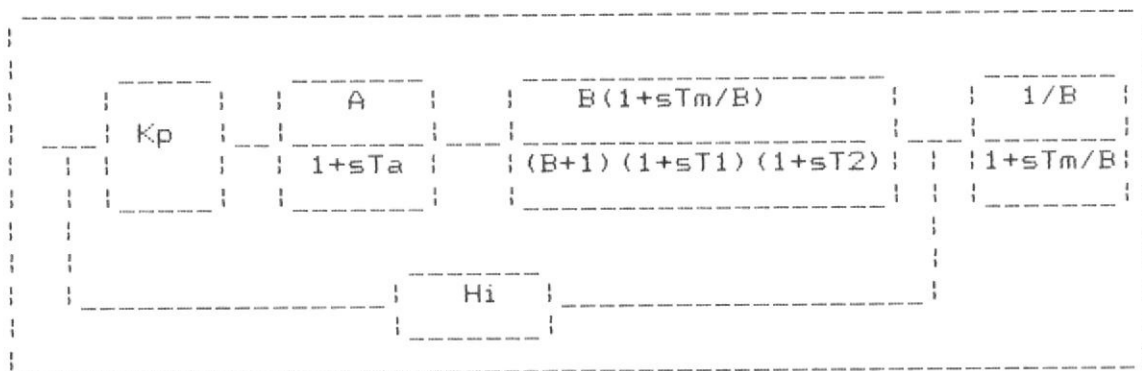 A B(1+sTm/B) 1/B
Kp
1+sTa (B+1)(1+sT1)(1+sT2) 1+sTm/B
Hi